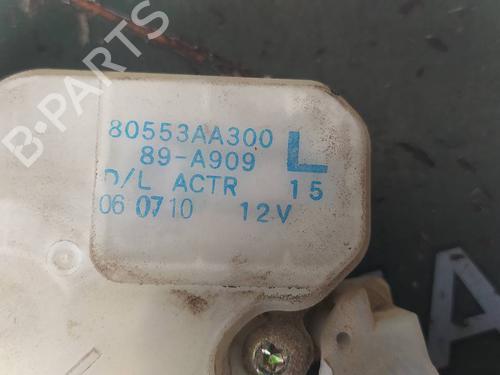 B-PARTS
80553AA300
89-A909 L
D/L ACTR 15
06 0710 12V